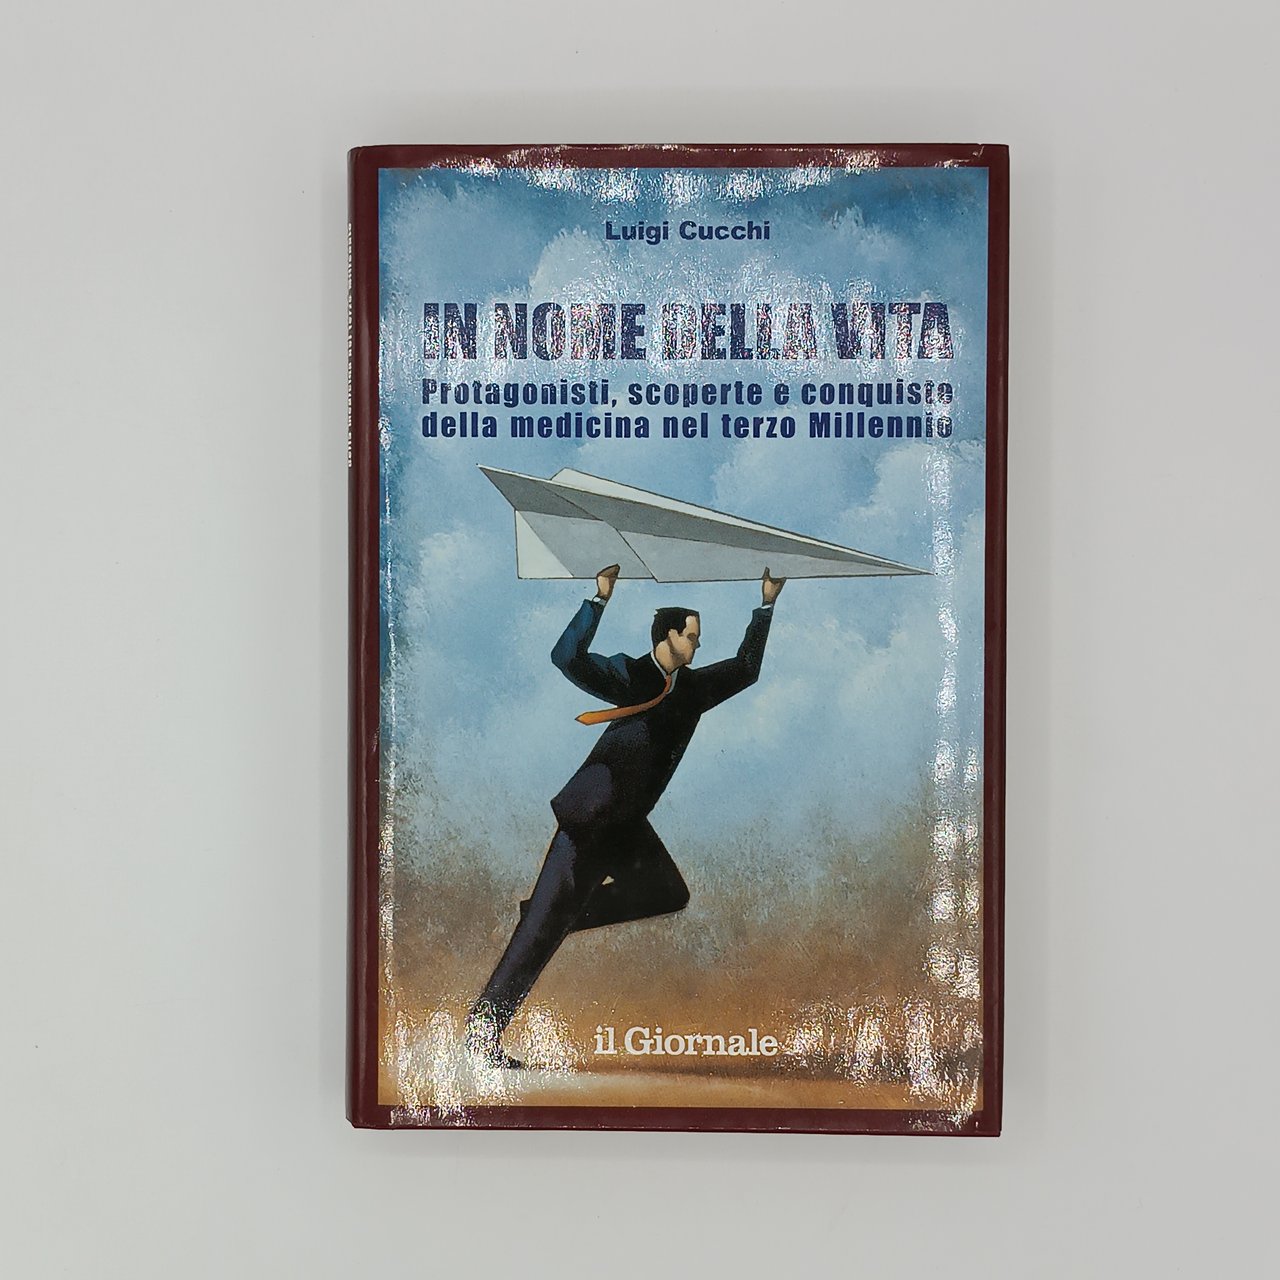 Luigi Cucchi
IN NOME DELLA VITA
Protagonisti, scoperte e conquiste
della medicina nel terzo Millennio
il Giornale